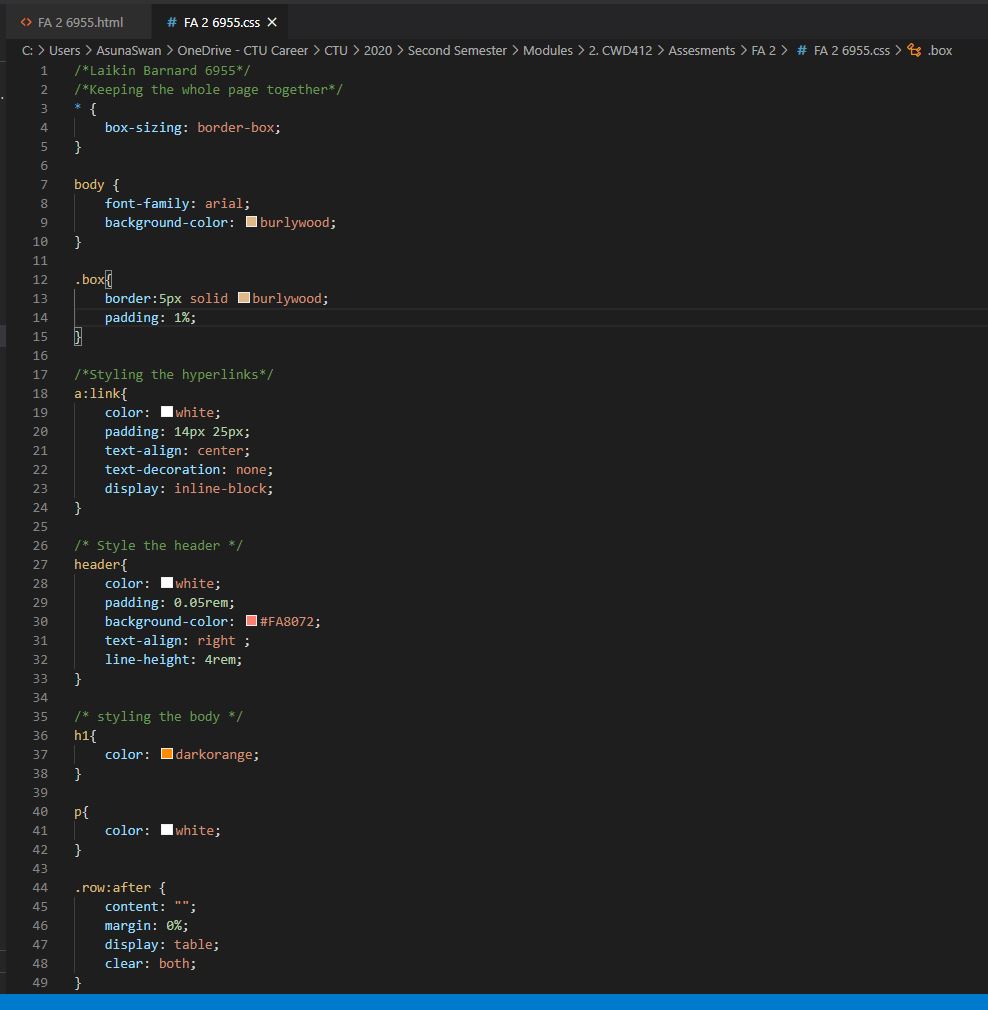 FA 2 6955.html FA 2 6955.css
C: > Users > AsunaSwan > OneDrive - CTU Career > CTU > 2020 > Second Semester > Modules > 2. CWD412 > Assesments > FA 2 > # FA 2 6955.css > .box
1 /*Laikin Barnard 6955*/
2 /*Keeping the whole page together*/
3 * {
4     box-sizing: border-box;
5 }
6
7 body {
8     font-family: arial;
9     background-color: burlywood;
10 }
11
12 .box{
13     border:5px solid burlywood;
14     padding: 1%;
15 }
16
17 /*Styling the hyperlinks*/
18 a:link{
19     color: white;
20     padding: 14px 25px;
21     text-align: center;
22     text-decoration: none;
23     display: inline-block;
24 }
25
26 /* Style the header */
27 header{
28     color: white;
29     padding: 0.05rem;
30     background-color: #FA8072;
31     text-align: right ;
32     line-height: 4rem;
33 }
34
35 /* styling the body */
36 h1{
37     color: darkorange;
38 }
39
40 p{
41     color: white;
42 }
43
44 .row:after {
45     content: "";
46     margin: 0%;
47     display: table;
48     clear: both;
49 }